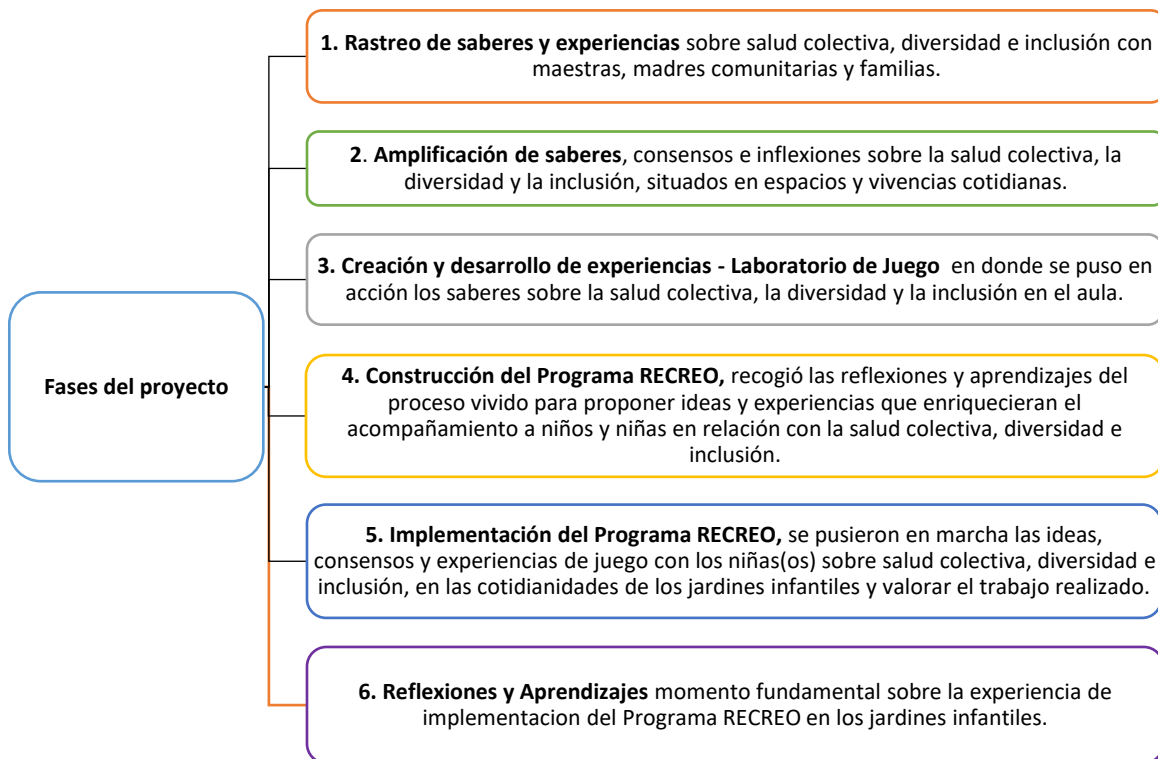 1. Rastreo de saberes y experiencias sobre salud colectiva, diversidad e inclusión con
maestras, madres comunitarias y familias.
2. Amplificación de saberes, consensos e inflexiones sobre la salud colectiva, la
diversidad y la inclusión, situados en espacios y vivencias cotidianas.
3. Creación y desarrollo de experiencias - Laboratorio de Juego en donde se puso en
acción los saberes sobre la salud colectiva, la diversidad y la inclusión en el aula.
Fases del proyecto
4. Construcción del Programa RECREO, recogió las reflexiones y aprendizajes del
proceso vivido para proponer ideas y experiencias que enriquecieran el
acompañamiento a niños y niñas en relación con la salud colectiva, diversidad e
inclusión.
5. Implementación del Programa RECREO, se pusieron en marcha las ideas,
consensos y experiencias de juego con los niñas(os) sobre salud colectiva, diversidad e
inclusión, en las cotidianidades de los jardines infantiles y valorar el trabajo realizado.
6. Reflexiones y Aprendizajes momento fundamental sobre la experiencia de
implementacion del Programa RECREO en los jardines infantiles.